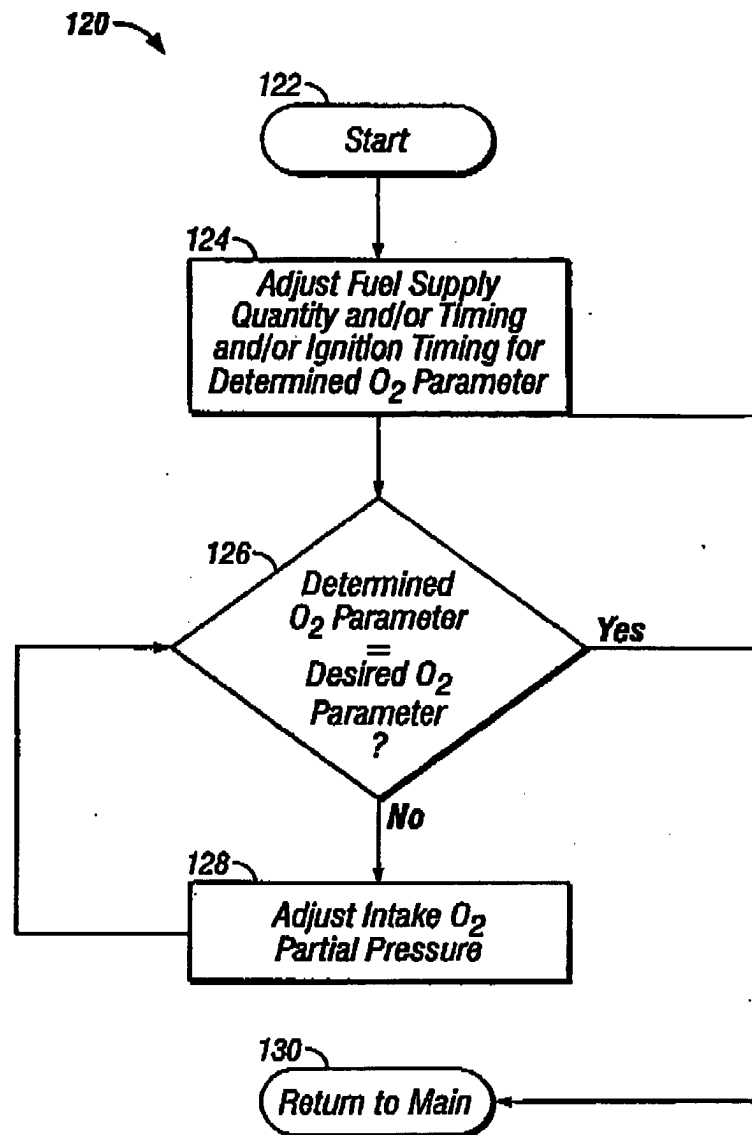 120
122
Start
124
Adjust Fuel Supply
Quantity and/or Timing
and/or Ignition Timing for
Determined O2 Parameter
126
Determined
O2 Parameter
=
Desired O2
Parameter
?
Yes
No
128
Adjust Intake O2
Partial Pressure
130
Return to Main